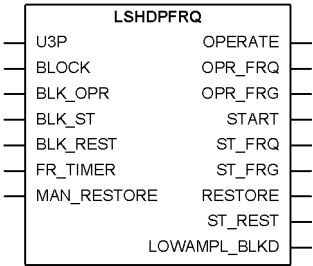 LSHDPFRQ
U3P OPERATE
BLOCK OPR_FRQ
BLK_OPR OPR_FRG
BLK_ST START
BLK_REST ST_FRQ
FR_TIMER ST_FRG
MAN_RESTORE RESTORE
ST_REST
LOWAMPL_BLKD